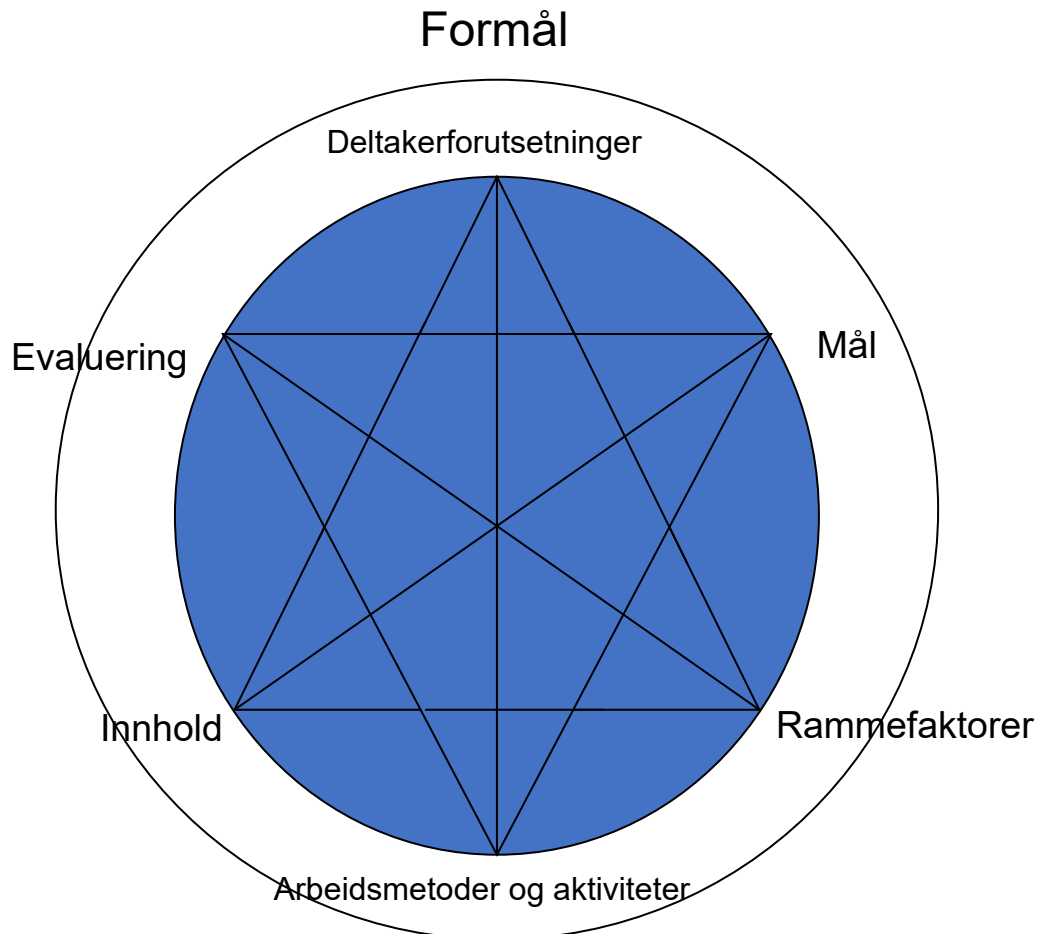 Formål
Deltakerforutsetninger
Evaluering
Mål
Innhold
Rammefaktorer
Arbeidsmetoder og aktiviteter